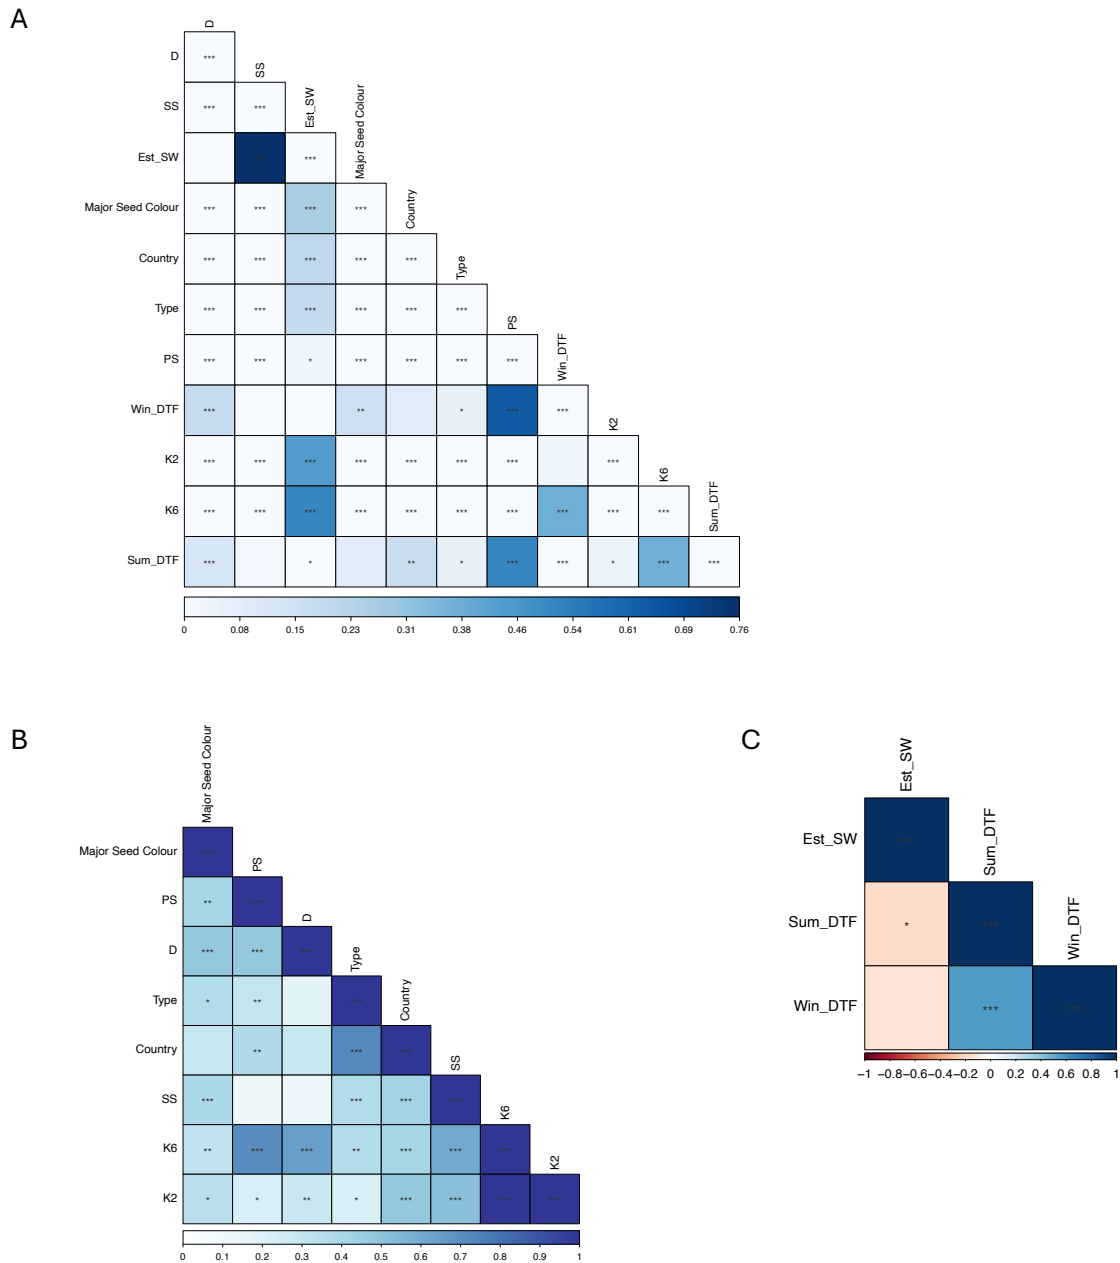 A
D
D
***
SS
SS
*** ***
Est_SW
Est_SW
*** ***
Major Seed Colour
Major Seed Colour
*** *** *** ***
Country
Country
*** *** *** *** ***
Type
Type
*** *** *** *** *** ***
PS
PS
*** *** * *** *** *** ***
Win_DTF
Win_DTF
*** ** * *** ***
K2
K2
*** *** *** *** *** *** *** ***
K6
K6
*** *** *** *** *** *** *** *** *** ***
Sum_DTF
Sum_DTF
*** * ** * *** *** * *** ***
0 0.08 0.15 0.23 0.31 0.38 0.46 0.54 0.61 0.69 0.76
B
Major Seed Colour
Major Seed Colour
***
PS
PS
** ***
D
D
*** *** ***
Type
Type
* ** ***
Country
Country
** *** ***
SS
SS
*** *** *** ***
K6
K6
** *** *** ** *** *** ***
K2
K2
* * ** * *** *** *** ***
0 0.1 0.2 0.3 0.4 0.5 0.6 0.7 0.8 0.9 1
C
Est_SW
Est_SW
***
Sum_DTF
Sum_DTF
* ***
Win_DTF
Win_DTF
*** ***
−1 −0.8 −0.6 −0.4 −0.2 0 0.2 0.4 0.6 0.8 1